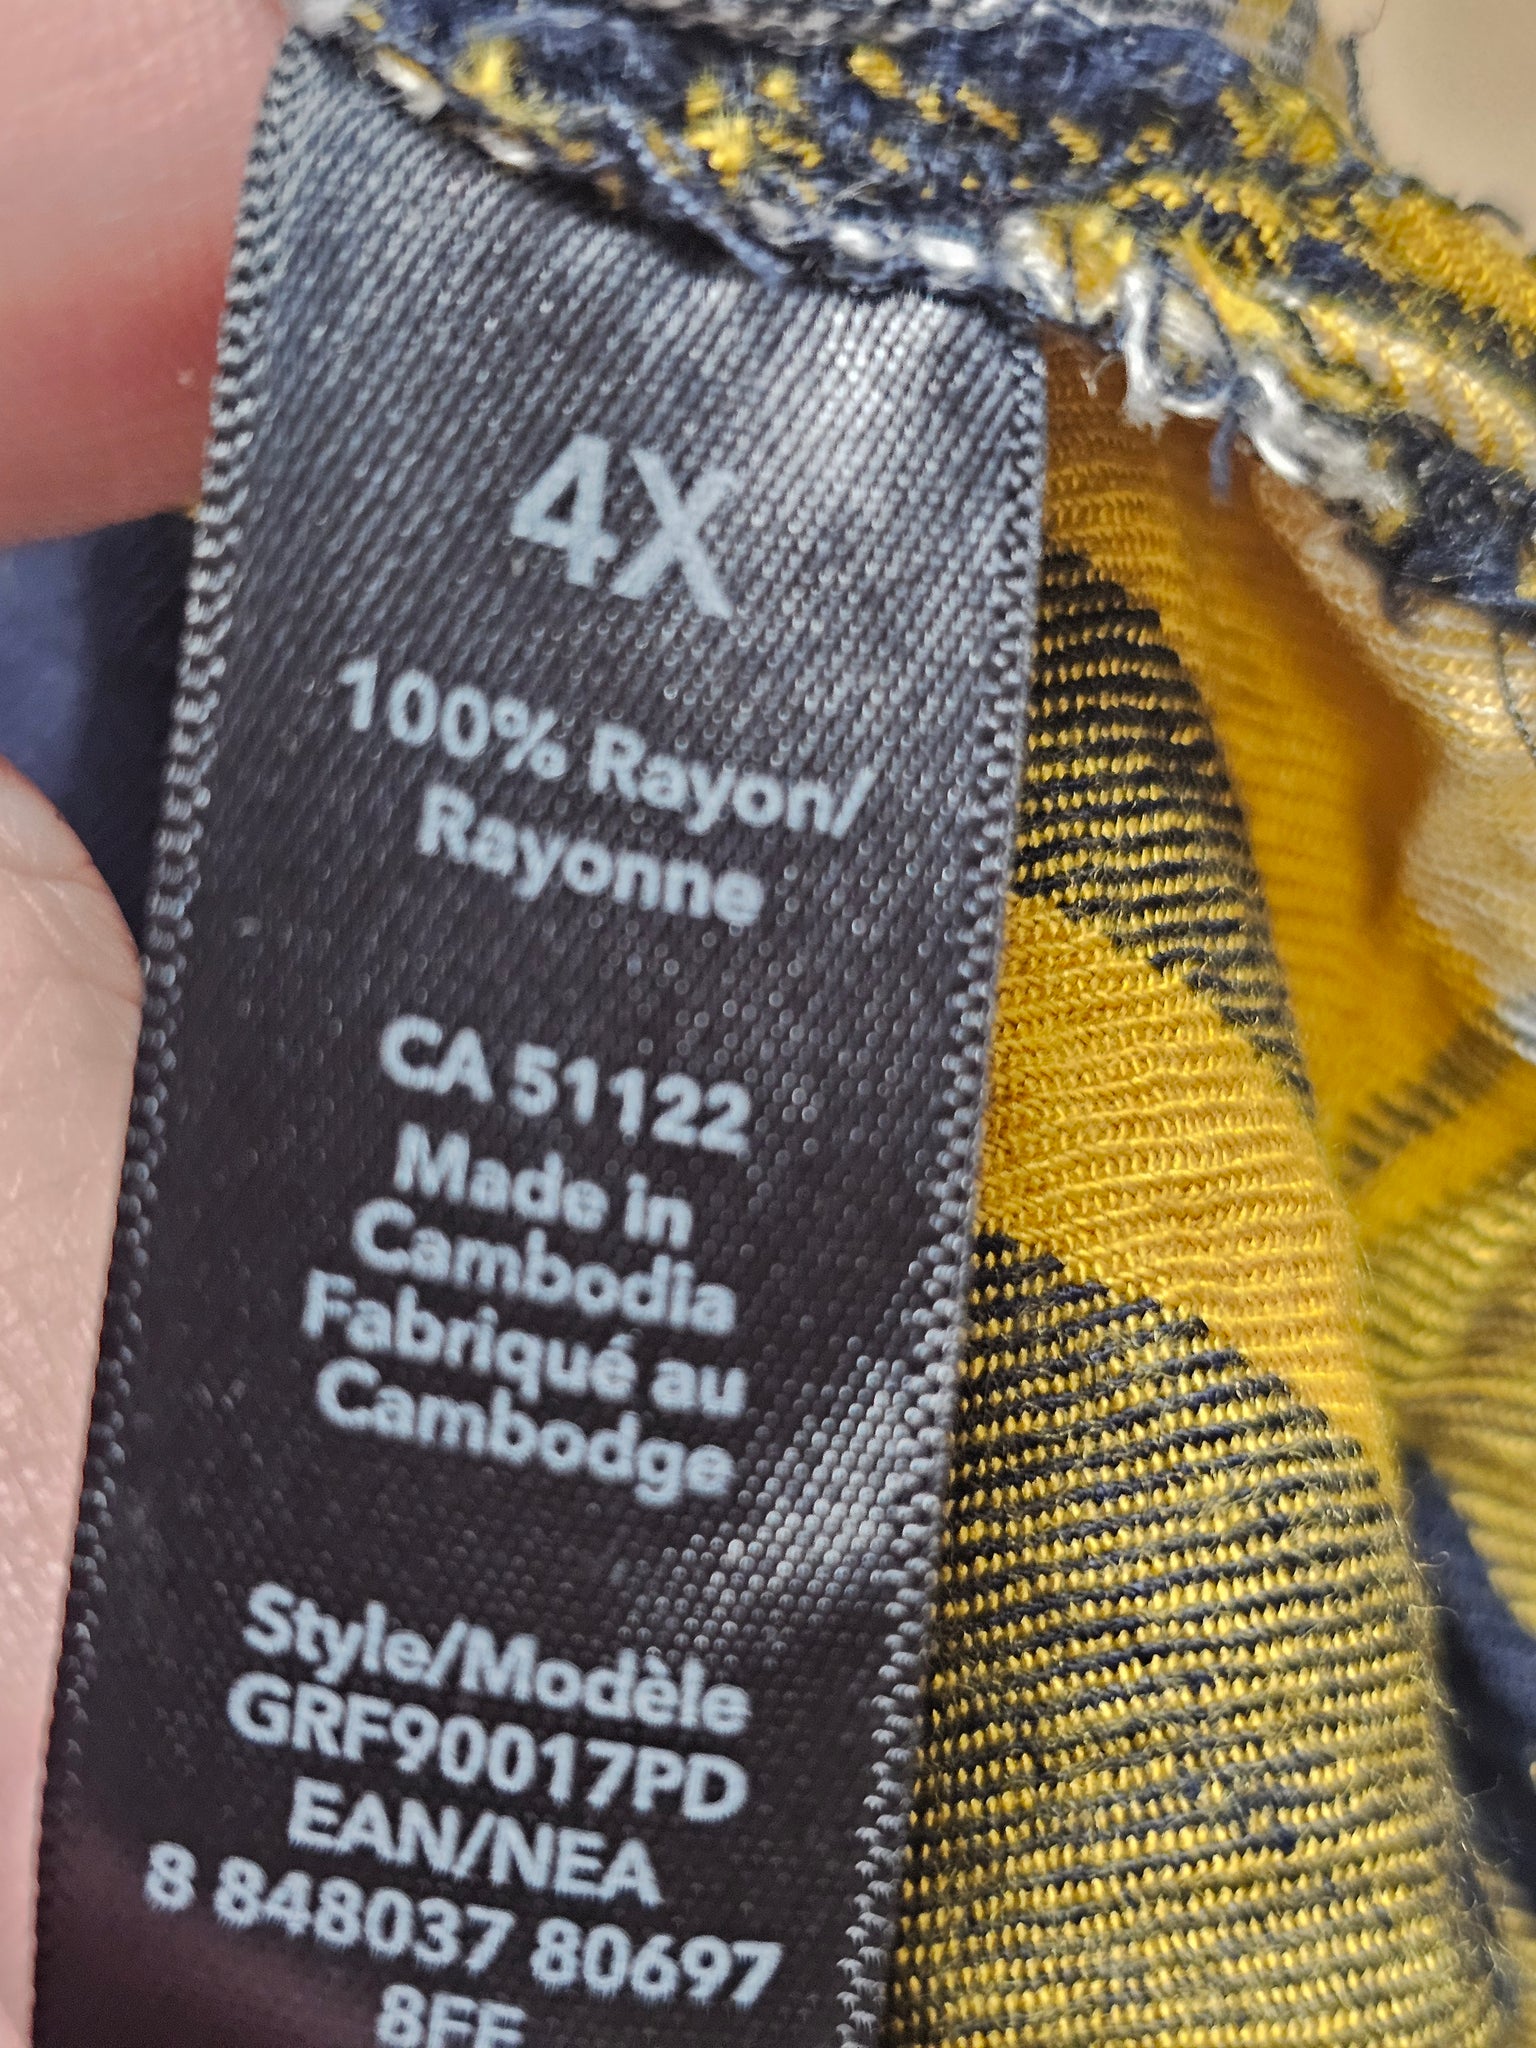 4X
100% Rayon/
Rayonne
CA 51122
Made in
Cambodia
Fabriqué au
Cambodge
Style/Modèle
GRF90017PD
EAN/NEA
8 848037 80697